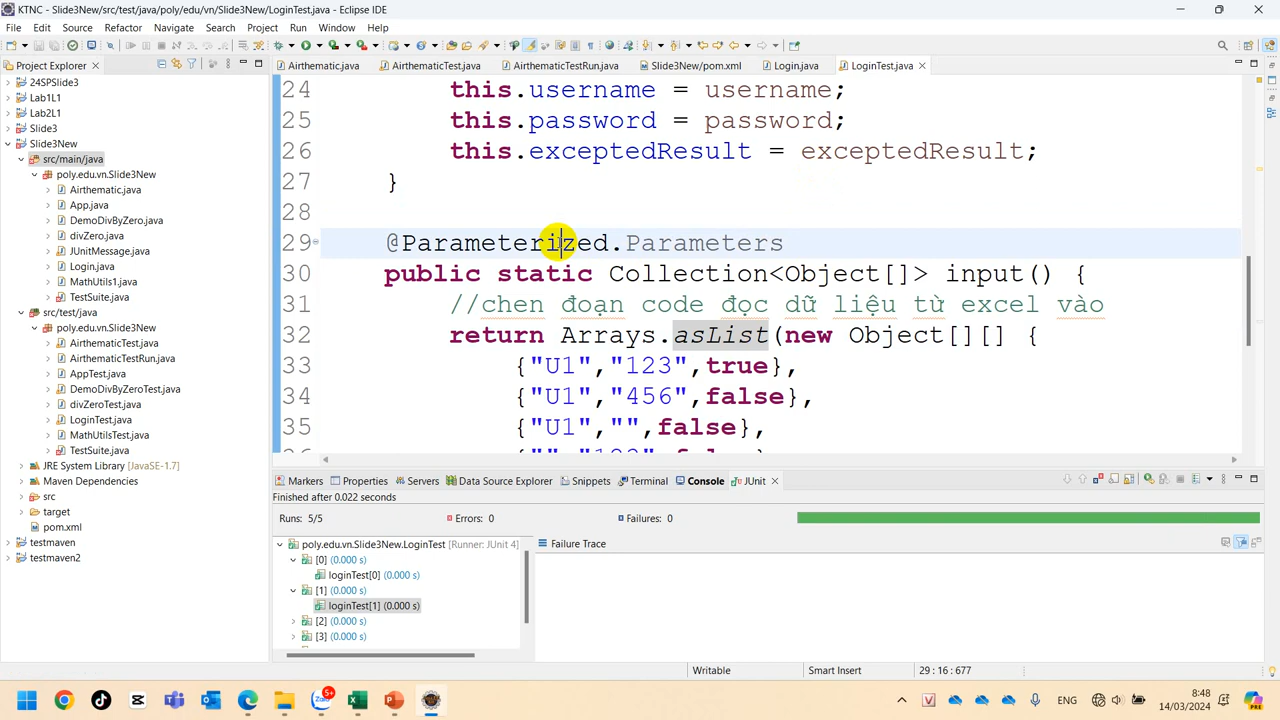 KTNC - Slide3New/src/test/java/poly/edu/vn/Slide3New/LoginTest.java - Eclipse IDE
File Edit Source Refactor Navigate Search Project Run Window Help
Project Explorer
Airthematic.java AirthematicTest.java AirthematicTestRun.java Slide3New/pom.xml Login.java LoginTest.java
24SPSlide3
Lab1L1
Lab2L1
Slide3
Slide3New
src/main/java
poly.edu.vn.Slide3New
Airthematic.java
App.java
DemoDivByZero.java
divZero.java
JUnitMessage.java
Login.java
MathUtils1.java
TestSuite.java
src/test/java
poly.edu.vn.Slide3New
AirthematicTest.java
AirthematicTestRun.java
AppTest.java
DemoDivByZeroTest.java
divZeroTest.java
LoginTest.java
MathUtilsTest.java
TestSuite.java
JRE System Library [JavaSE-1.7]
Maven Dependencies
src
target
pom.xml
testmaven
testmaven2
24 this.username = username;
25 this.password = password;
26 this.exceptedResult = exceptedResult;
27 }
28
29 @Parameterized.Parameters
30 public static Collection<Object[]> input() {
31 //chen đoạn code đọc dữ liệu từ excel vào
32 return Arrays.asList(new Object[][] {
33 {"U1","123",true},
34 {"U1","456",false},
35 {"U1","",false},
Markers Properties Servers Data Source Explorer Snippets Terminal Console JUnit
Finished after 0.022 seconds
Runs: 5/5 Errors: 0 Failures: 0
poly.edu.vn.Slide3New.LoginTest [Runner: JUnit 4]
[0] (0.000 s)
loginTest[0] (0.000 s)
[1] (0.000 s)
loginTest[1] (0.000 s)
[2] (0.000 s)
[3] (0.000 s)
Failure Trace
Writable Smart Insert 29 : 16 : 677
5+
ENG
8:48
14/03/2024